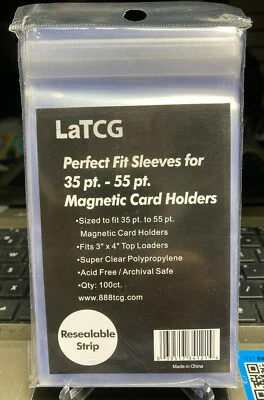 LaTCG
Perfect Fit Sleeves for
35 pt. - 55 pt.
Magnetic Card Holders
•Sized to fit 35 pt. to 55 pt.
Magnetic Card Holders
•Fits 3" x 4" Top Loaders
•Super Clear Polypropylene
•Acid Free / Archival Safe
•Qty: 100ct.
www.888tcg.com
Resealable
Strip
Made in China